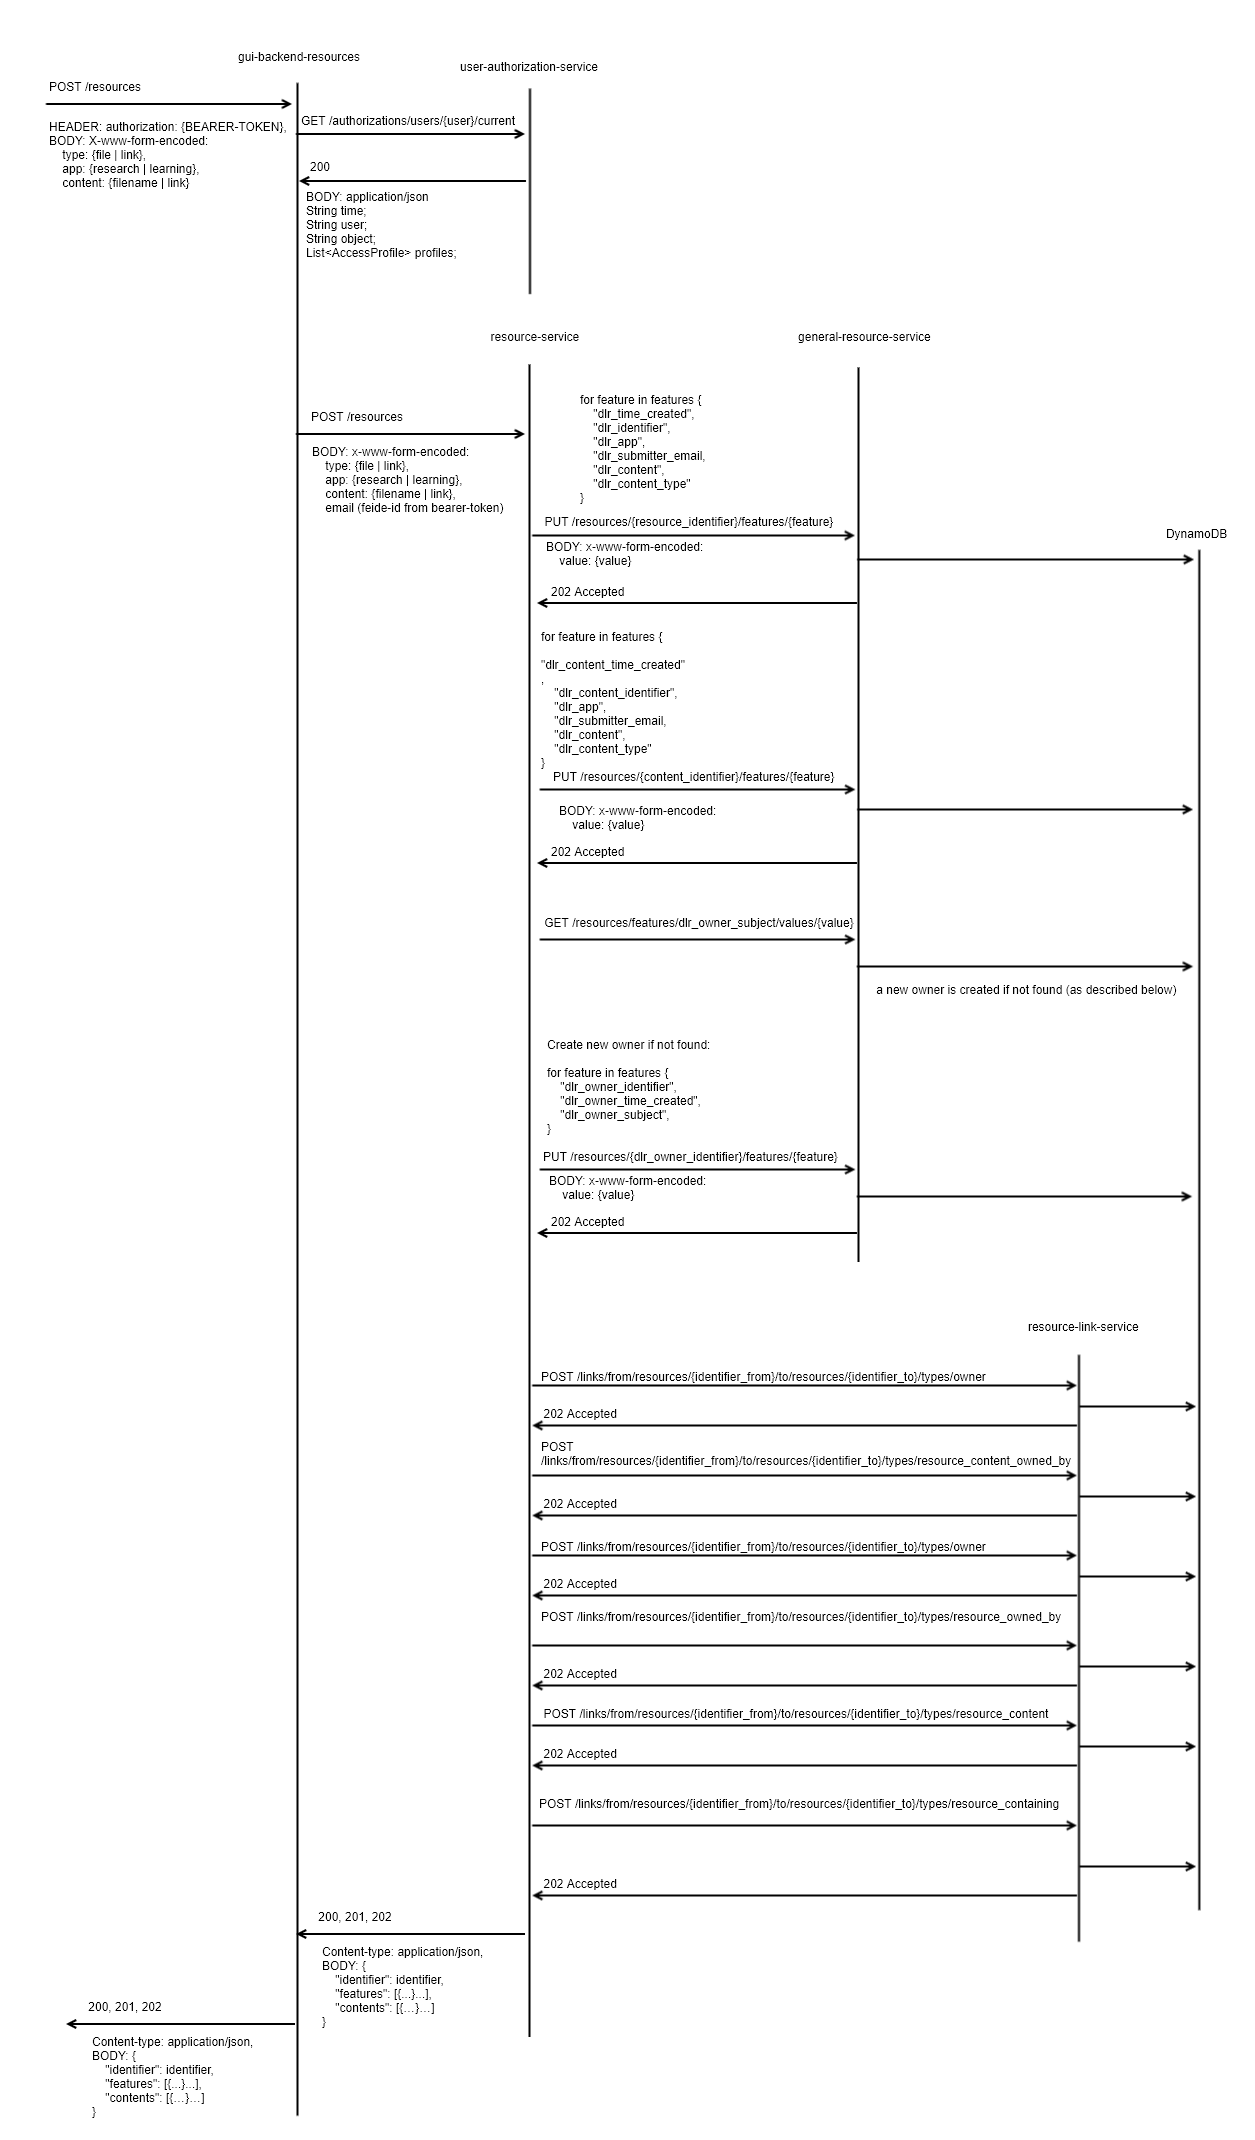 gui-backend-resources
user-authorization-service
POST /resources
HEADER: authorization: {BEARER-TOKEN},
BODY: X-www-form-encoded:
type: {file | link},
app: {research | learning},
content: {filename | link}
GET /authorizations/users/{user}/current
200
BODY: application/json
String time;
String user;
String object;
List<AccessProfile> profiles;
resource-service
general-resource-service
POST /resources
BODY: x-www-form-encoded:
type: {file | link},
app: {research | learning},
content: {filename | link},
email (feide-id from bearer-token)
for feature in features {
"dlr_time_created",
"dlr_identifier",
"dlr_app",
"dlr_submitter_email,
"dlr_content",
"dlr_content_type"
}
PUT /resources/{resource_identifier}/features/{feature}
BODY: x-www-form-encoded:
value: {value}
DynamoDB
202 Accepted
for feature in features {
"dlr_content_time_created"
,
"dlr_content_identifier",
"dlr_app",
"dlr_submitter_email,
"dlr_content",
"dlr_content_type"
}
PUT /resources/{content_identifier}/features/{feature}
BODY: x-www-form-encoded:
value: {value}
202 Accepted
GET /resources/features/dlr_owner_subject/values/{value}
a new owner is created if not found (as described below)
Create new owner if not found:
for feature in features {
"dlr_owner_identifier",
"dlr_owner_time_created",
"dlr_owner_subject",
}
PUT /resources/{dlr_owner_identifier}/features/{feature}
BODY: x-www-form-encoded:
value: {value}
202 Accepted
resource-link-service
POST /links/from/resources/{identifier_from}/to/resources/{identifier_to}/types/owner
202 Accepted
POST
/links/from/resources/{identifier_from}/to/resources/{identifier_to}/types/resource_content_owned_by
202 Accepted
POST /links/from/resources/{identifier_from}/to/resources/{identifier_to}/types/owner
202 Accepted
POST /links/from/resources/{identifier_from}/to/resources/{identifier_to}/types/resource_owned_by
202 Accepted
POST /links/from/resources/{identifier_from}/to/resources/{identifier_to}/types/resource_content
202 Accepted
POST /links/from/resources/{identifier_from}/to/resources/{identifier_to}/types/resource_containing
202 Accepted
200, 201, 202
Content-type: application/json,
BODY: {
"identifier": identifier,
"features": [{...}...],
"contents": [{...}...]
}
200, 201, 202
Content-type: application/json,
BODY: {
"identifier": identifier,
"features": [{...}...],
"contents": [{...}...]
}